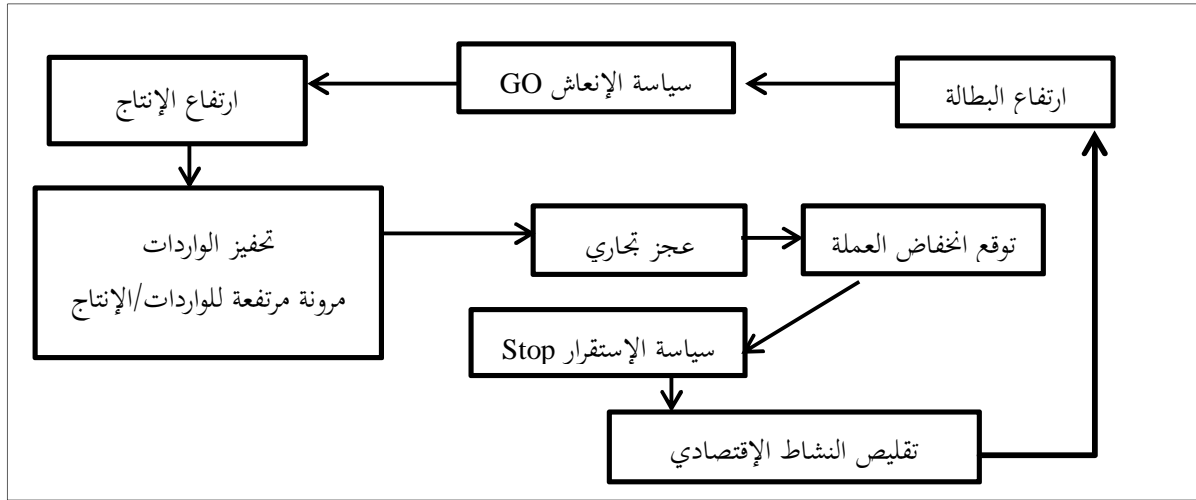 ارتفاع البطالة
سياسة الإنعاش GO
ارتفاع الإنتاج
تحفيز الواردات
مرونة مرتفعة للواردات/الإنتاج
عجز تجاري
توقع انخفاض العملة
سياسة الإستقرار Stop
تقليص النشاط الإقتصادي